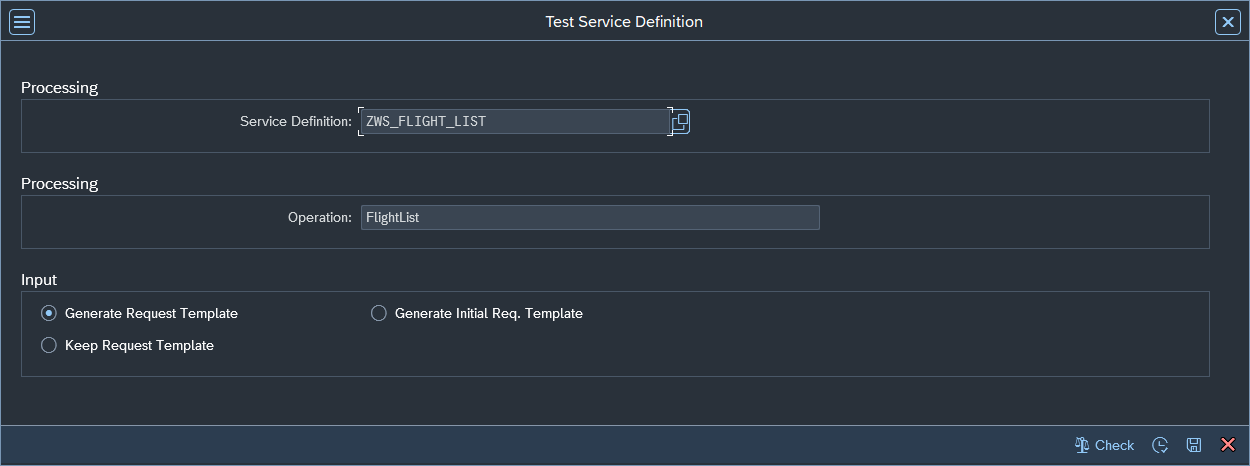 Test Service Definition
Processing
Service Definition: ZWS_FLIGHT_LIST
Processing
Operation: FlightList
Input
Generate Request Template Generate Initial Req. Template
Keep Request Template
Check